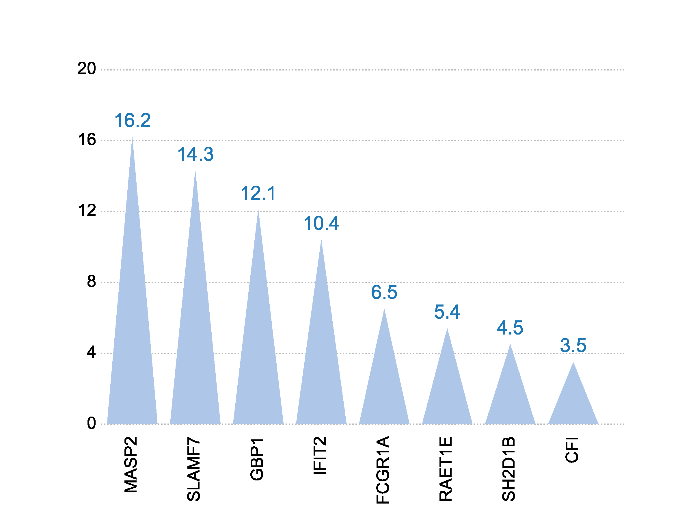 20
16
12
8
4
0
16.2
14.3
12.1
10.4
6.5
5.4
4.5
3.5
MASP2
SLAMF7
GBP1
IFIT2
FCGR1A
RAET1E
SH2D1B
CFI